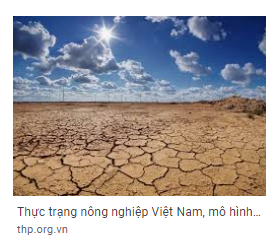 Thực trạng nông nghiệp Việt Nam, mô hình...
thp.org.vn